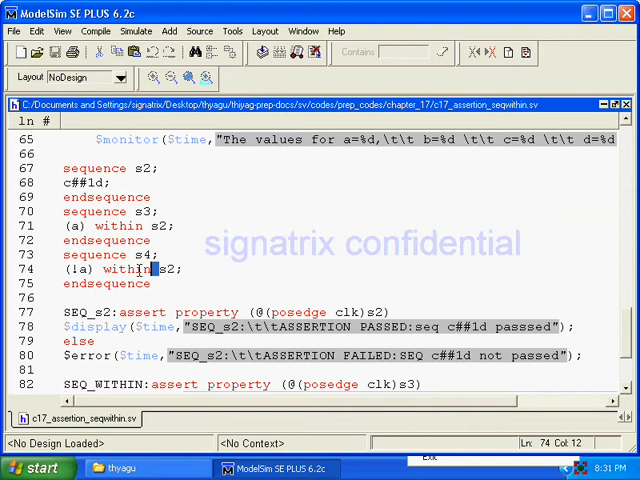 ModelSim SE PLUS 6.2c
File Edit View Compile Simulate Add Source Tools Layout Window Help
Contains
Layout NoDesign
C:/Documents and Settings/signatrix/Desktop/thyagu/thiyag-prep-docs/sv/codes/prep_codes/chapter_17/c17_assertion_seqwithin.sv
ln #
65 $monitor($time,"The values for a=%d,\t\t b=%d \t\t c=%d \t\t d=%d
66
67 sequence s2;
68 c##1d;
69 endsequence
70 sequence s3;
71 (a) within s2;
72 endsequence
73 sequence s4;
74 (!a) within s2;
75 endsequence
76
77 SEQ_s2:assert property (@(posedge clk)s2)
78 $display($time,"SEQ_s2:\t\tASSERTION PASSED:seq c##1d passsed");
79 else
80 $error($time,"SEQ_s2:\t\tASSERTION FAILED:SEQ c##1d not passed");
81
82 SEQ_WITHIN:assert property (@(posedge clk)s3)
signatrix confidential
c17_assertion_seqwithin.sv
<No Design Loaded> <No Context> Ln: 74 Col: 12
Exit
start thyagu ModelSim SE PLUS 6.2c 8:31 PM